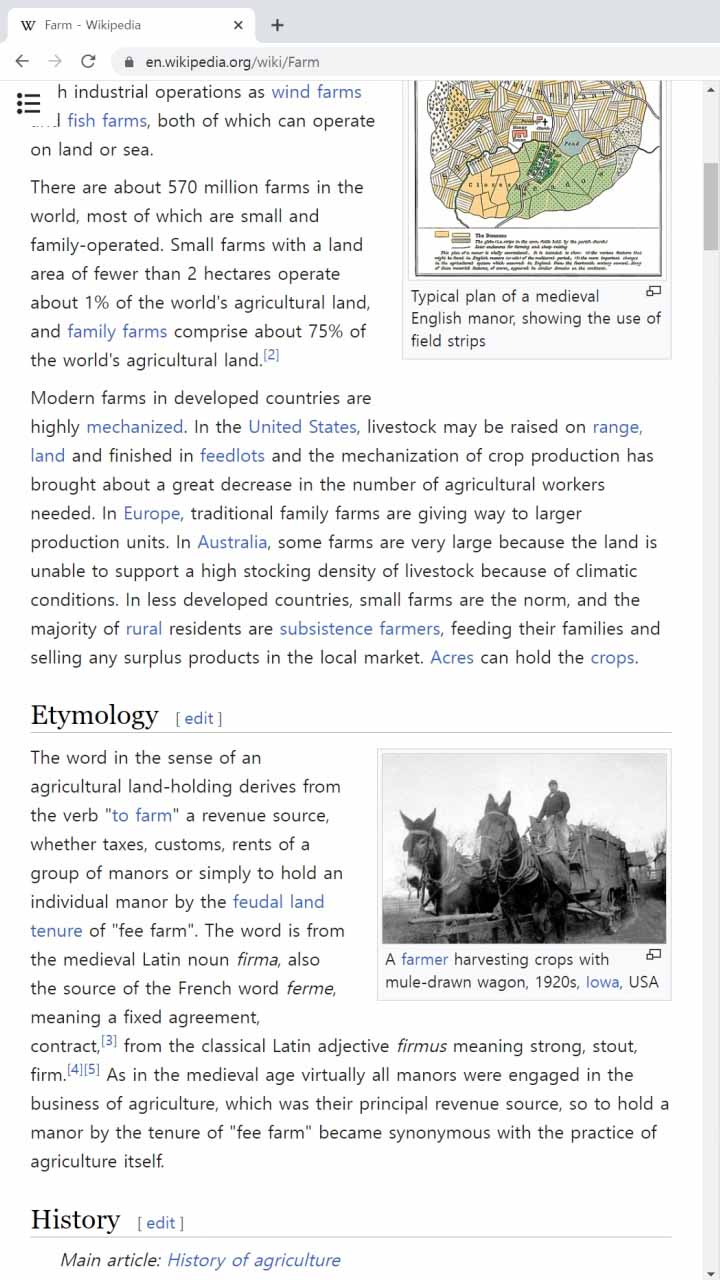 Farm - Wikipedia
en.wikipedia.org/wiki/Farm
h industrial operations as wind farms
fish farms, both of which can operate
on land or sea.
There are about 570 million farms in the
world, most of which are small and
family-operated. Small farms with a land
area of fewer than 2 hectares operate
about 1% of the world's agricultural land,
and family farms comprise about 75% of
the world's agricultural land.[2]
Typical plan of a medieval
English manor, showing the use of
field strips
Modern farms in developed countries are
highly mechanized. In the United States, livestock may be raised on range,
land and finished in feedlots and the mechanization of crop production has
brought about a great decrease in the number of agricultural workers
needed. In Europe, traditional family farms are giving way to larger
production units. In Australia, some farms are very large because the land is
unable to support a high stocking density of livestock because of climatic
conditions. In less developed countries, small farms are the norm, and the
majority of rural residents are subsistence farmers, feeding their families and
selling any surplus products in the local market. Acres can hold the crops.
Etymology [ edit ]
The word in the sense of an
agricultural land-holding derives from
the verb "to farm" a revenue source,
whether taxes, customs, rents of a
group of manors or simply to hold an
individual manor by the feudal land
tenure of "fee farm". The word is from
the medieval Latin noun firma, also
the source of the French word ferme,
meaning a fixed agreement,
contract,[3] from the classical Latin adjective firmus meaning strong, stout,
firm.[4][5] As in the medieval age virtually all manors were engaged in the
business of agriculture, which was their principal revenue source, so to hold a
manor by the tenure of "fee farm" became synonymous with the practice of
agriculture itself.
A farmer harvesting crops with
mule-drawn wagon, 1920s, Iowa, USA
History [ edit ]
Main article: History of agriculture